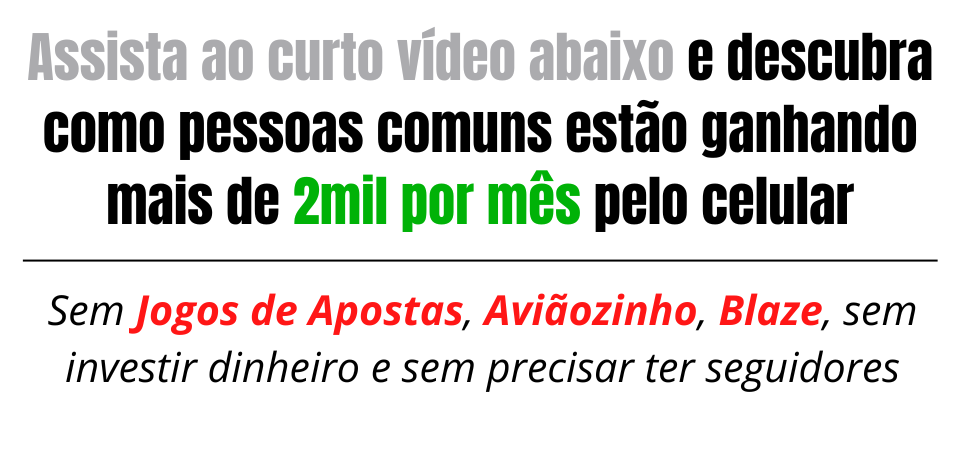 Assista ao curto vídeo abaixo e descubra
como pessoas comuns estão ganhando
mais de 2mil por mês pelo celular
Sem Jogos de Apostas, Aviãozinho, Blaze, sem
investir dinheiro e sem precisar ter seguidores